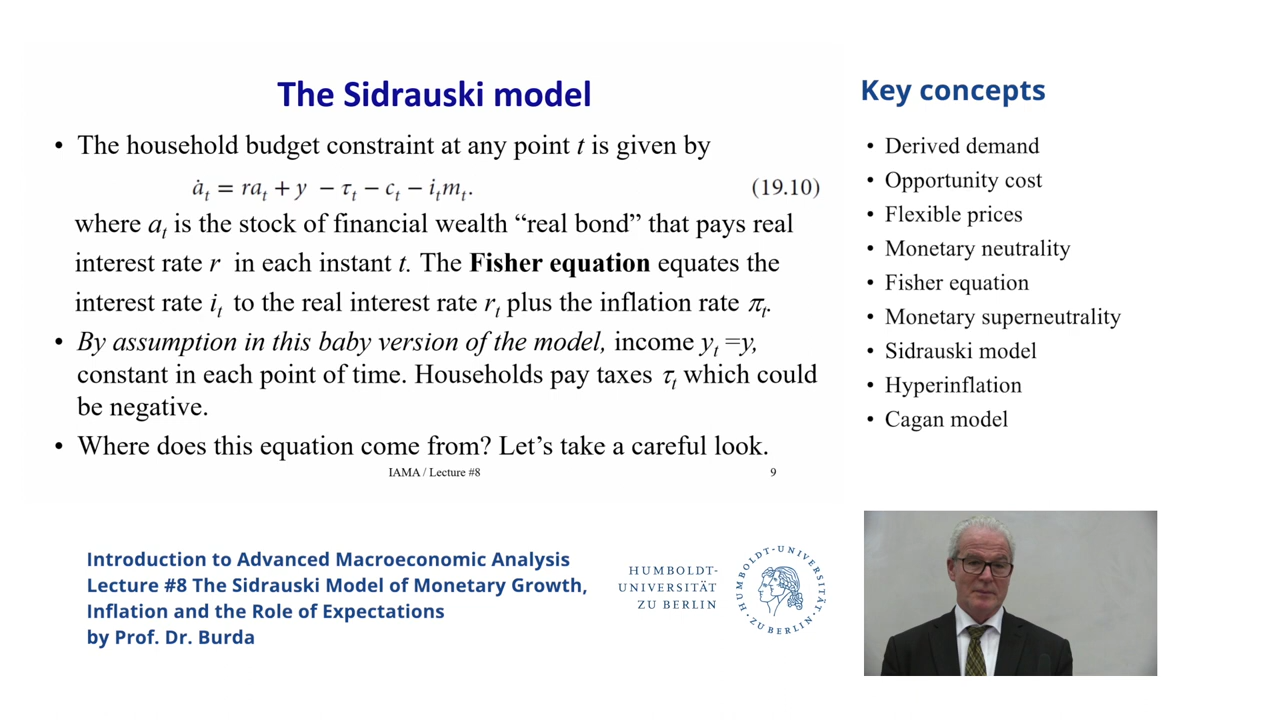 The Sidrauski model
• The household budget constraint at any point t is given by
ȧₜ = raₜ + y − τₜ − cₜ − iₜmₜ. (19.10)
where aₜ is the stock of financial wealth “real bond” that pays real
interest rate r in each instant t. The Fisher equation equates the
interest rate iₜ to the real interest rate rₜ plus the inflation rate πₜ.
• By assumption in this baby version of the model, income yₜ =y,
constant in each point of time. Households pay taxes τₜ which could
be negative.
• Where does this equation come from? Let’s take a careful look.
IAMA / Lecture #8 9
Key concepts
• Derived demand
• Opportunity cost
• Flexible prices
• Monetary neutrality
• Fisher equation
• Monetary superneutrality
• Sidrauski model
• Hyperinflation
• Cagan model
Introduction to Advanced Macroeconomic Analysis
Lecture #8 The Sidrauski Model of Monetary Growth,
Inflation and the Role of Expectations
by Prof. Dr. Burda
HUMBOLDT-
UNIVERSITÄT
ZU BERLIN
HUMBOLDT-UNIVERSITÄT
ZU BERLIN